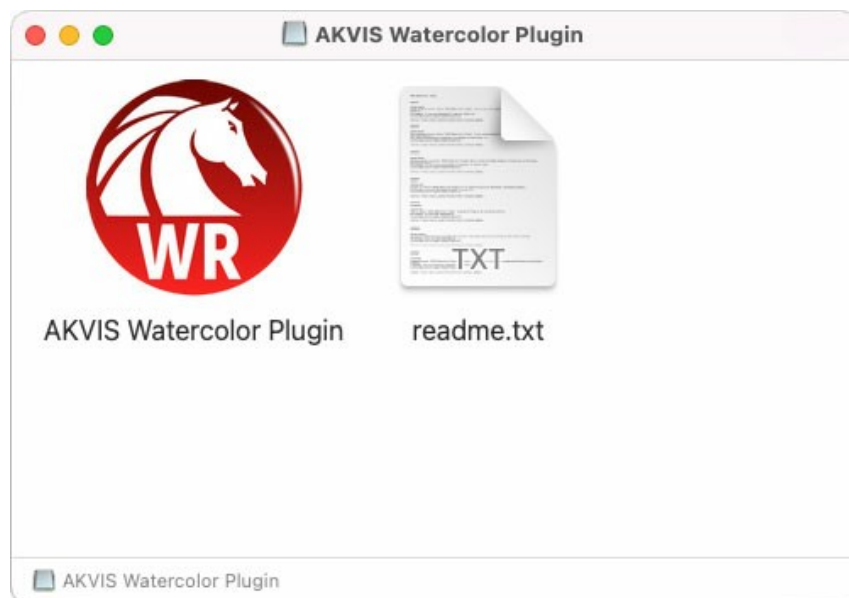 AKVIS Watercolor Plugin
WR
TXT
AKVIS Watercolor Plugin
readme.txt
AKVIS Watercolor Plugin